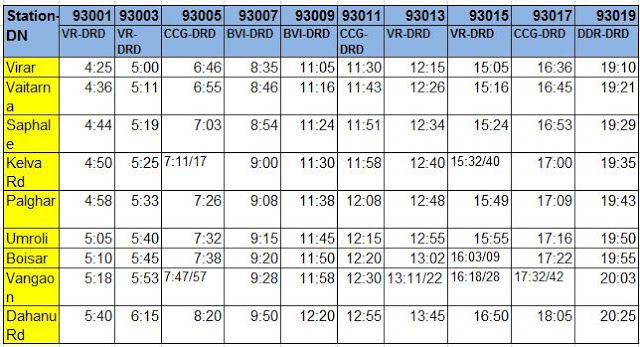 Station- 93001 93003 93005 93007 93009 93011 93013 93015 93017 93019
DN VR-DRD VR- CCG-DRD BVI-DRD BVI-DRD CCG- VR-DRD VR-DRD CCG-DRD DDR-DRD
DRD DRD
Virar 4:25 5:00 6:46 8:35 11:05 11:30 12:15 15:05 16:36 19:10
Vaitarn 4:36 5:11 6:55 8:46 11:16 11:43 12:26 15:16 16:45 19:21
a
Saphal 4:44 5:19 7:03 8:54 11:24 11:51 12:34 15:24 16:53 19:29
e
Kelva 4:50 5:25 7:11/17 9:00 11:30 11:58 12:40 15:32/40 17:00 19:35
Rd
Palghar 4:58 5:33 7:26 9:08 11:38 12:08 12:48 15:49 17:09 19:43
Umroli 5:05 5:40 7:32 9:15 11:45 12:15 12:55 15:55 17:16 19:50
Boisar 5:10 5:45 7:38 9:20 11:50 12:20 13:02 16:03/09 17:22 19:55
Vangao 5:18 5:53 7:47/57 9:28 11:58 12:30 13:11/22 16:18/28 17:32/42 20:03
n
Dahanu 5:40 6:15 8:20 9:50 12:20 12:55 13:45 16:50 18:05 20:25
Rd